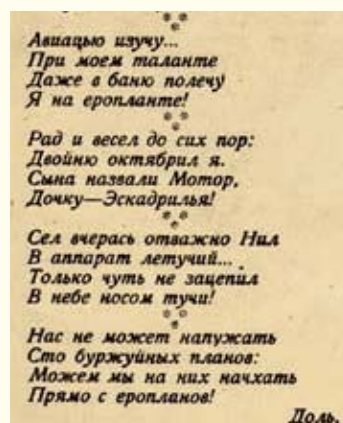 Авиацью изучу...
При моем таланте
Даже в баню полечу
Я на еропланте!
Рад и весел до сих пор:
Двойню октябрил я.
Сына назвали Мотор,
Дочку—Эскадрилья!
Сел вчерась отважно Нил
В аппарат летучий...
Только чуть не зацепил
В небе носом тучи!
Нас не может напужать
Сто буржуйных планов:
Можем мы на них начхать
Прямо с еропланов!
Доль.